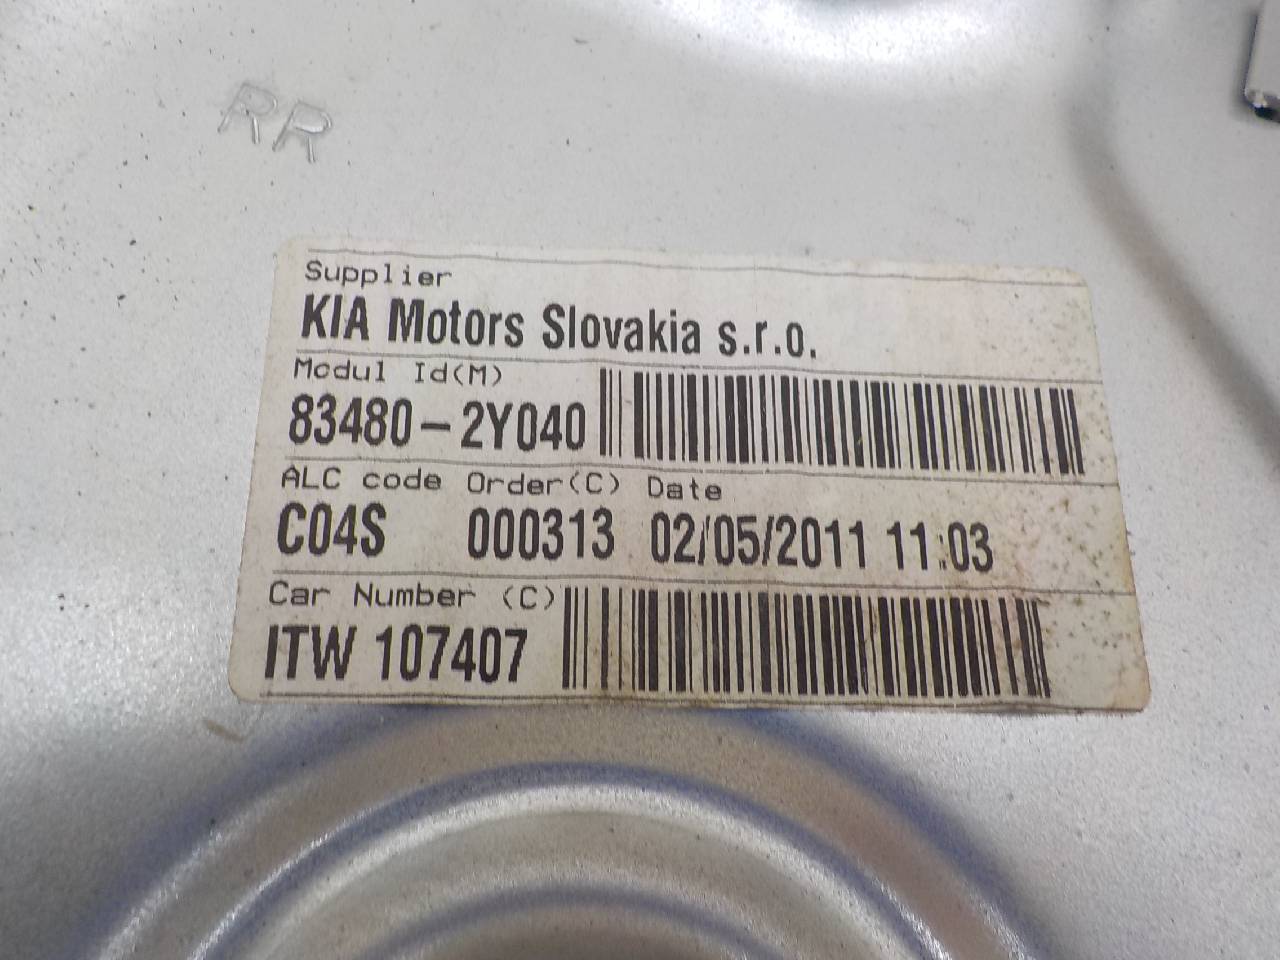 RR
Supplier
KIA Motors Slovakia s.r.o.
Modul Id(M)
83480-2Y040
ALC code Order(C) Date
C04S 000313 02/05/2011 11:03
Car Number (C)
ITW 107407